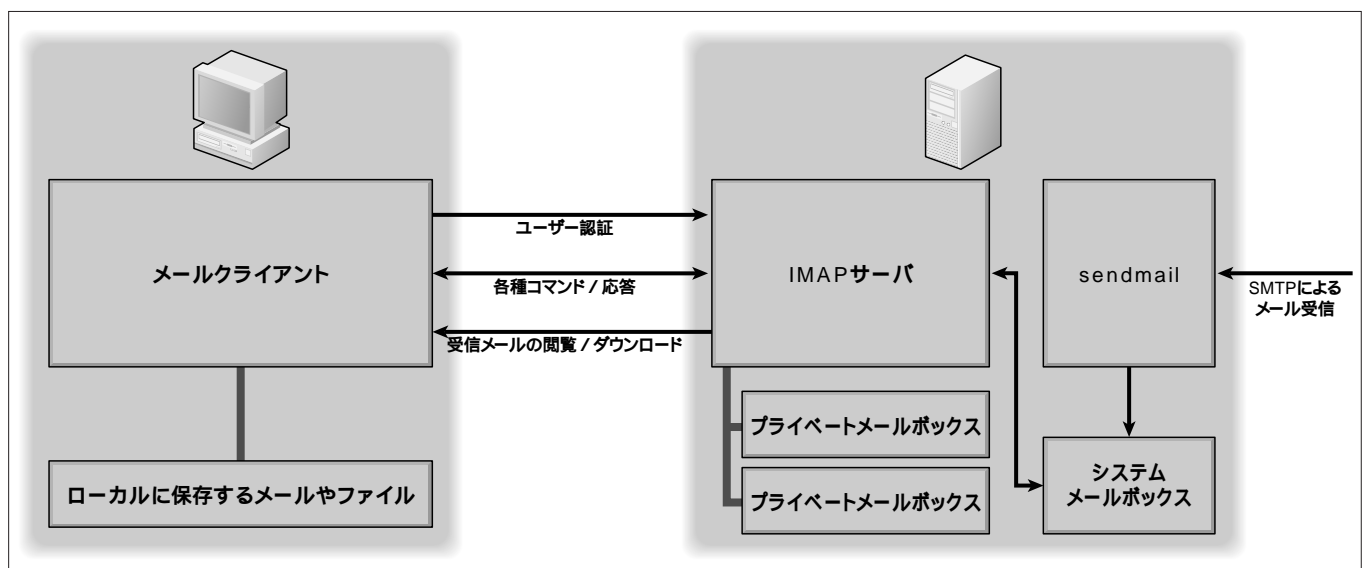 ユーザー認証
メールクライアント
各種コマンド / 応答
受信メールの閲覧 / ダウンロード
ローカルに保存するメールやファイル
IMAPサーバ
プライベートメールボックス
プライベートメールボックス
sendmail
SMTPによる
メール受信
システム
メールボックス